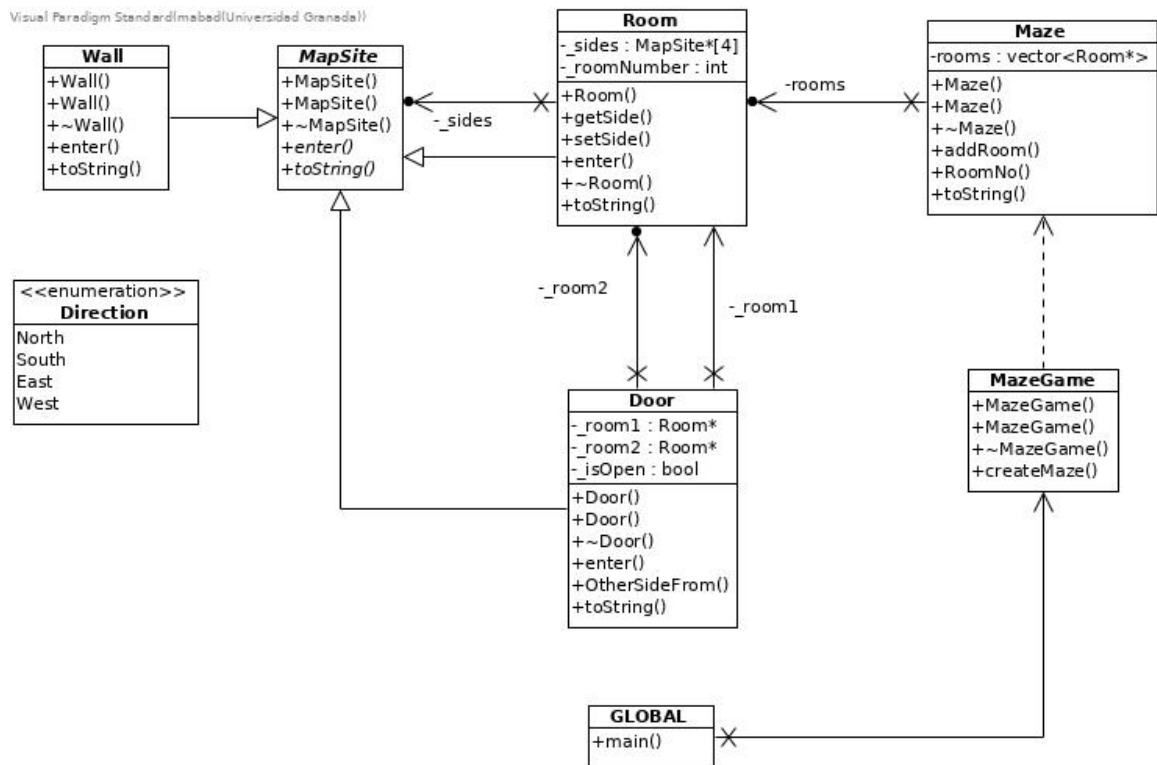 Visual Paradigm Standard(mabad(Universidad Granada))
Wall
+Wall()
+Wall()
+~Wall()
+enter()
+toString()
MapSite
+MapSite()
+MapSite()
+~MapSite()
+enter()
+toString()
-_sides
Room
-_sides : MapSite*[4]
-_roomNumber : int
+Room()
+getSide()
+setSide()
+enter()
+~Room()
+toString()
-rooms
Maze
-rooms : vector<Room*>
+Maze()
+Maze()
+~Maze()
+addRoom()
+RoomNo()
+toString()
<<enumeration>>
Direction
North
South
East
West
-_room2
-_room1
Door
-_room1 : Room*
-_room2 : Room*
-_isOpen : bool
+Door()
+Door()
+~Door()
+enter()
+OtherSideFrom()
+toString()
MazeGame
+MazeGame()
+MazeGame()
+~MazeGame()
+createMaze()
GLOBAL
+main()